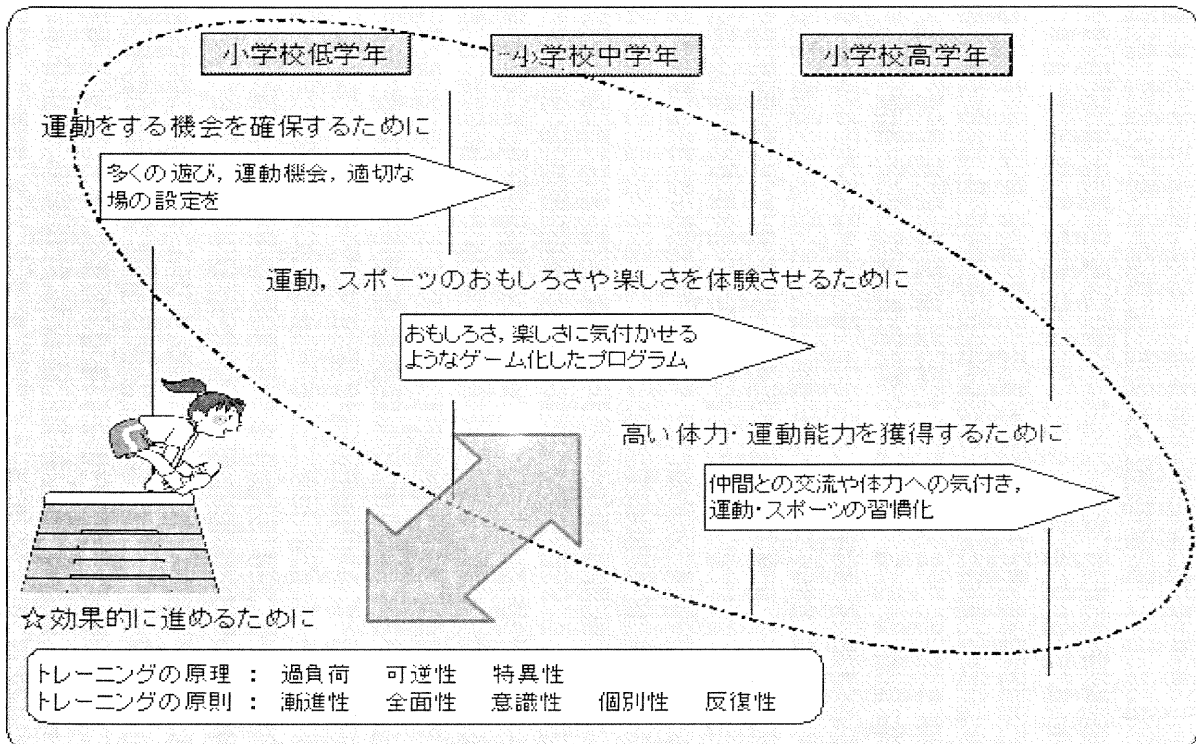 小学校低学年
小学校中学年
小学校高学年
運動をする機会を確保するために
多くの遊び，運動機会，適切な
場の設定を
運動，スポーツのおもしろさや楽しさを体験させるために
おもしろさ，楽しさに気付かせる
ようなゲーム化したプログラム
高い体力・運動能力を獲得するために
仲間との交流や体力への気付き，
運動・スポーツの習慣化
☆効果的に進めるために
トレーニングの原理 ： 過負荷 可逆性 特異性
トレーニングの原則 ： 漸進性 全面性 意識性 個別性 反復性